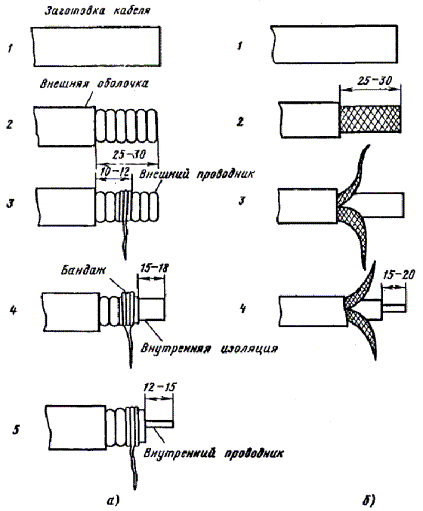 Заготовка кабеля
1
1
Внешняя оболочка
25-30
2
2
25-30
10-12
Внешний проводник
3
3
Бандаж
15-18
15-20
4
4
Внутренняя изоляция
12-15
5
Внутренний проводник
а)
б)